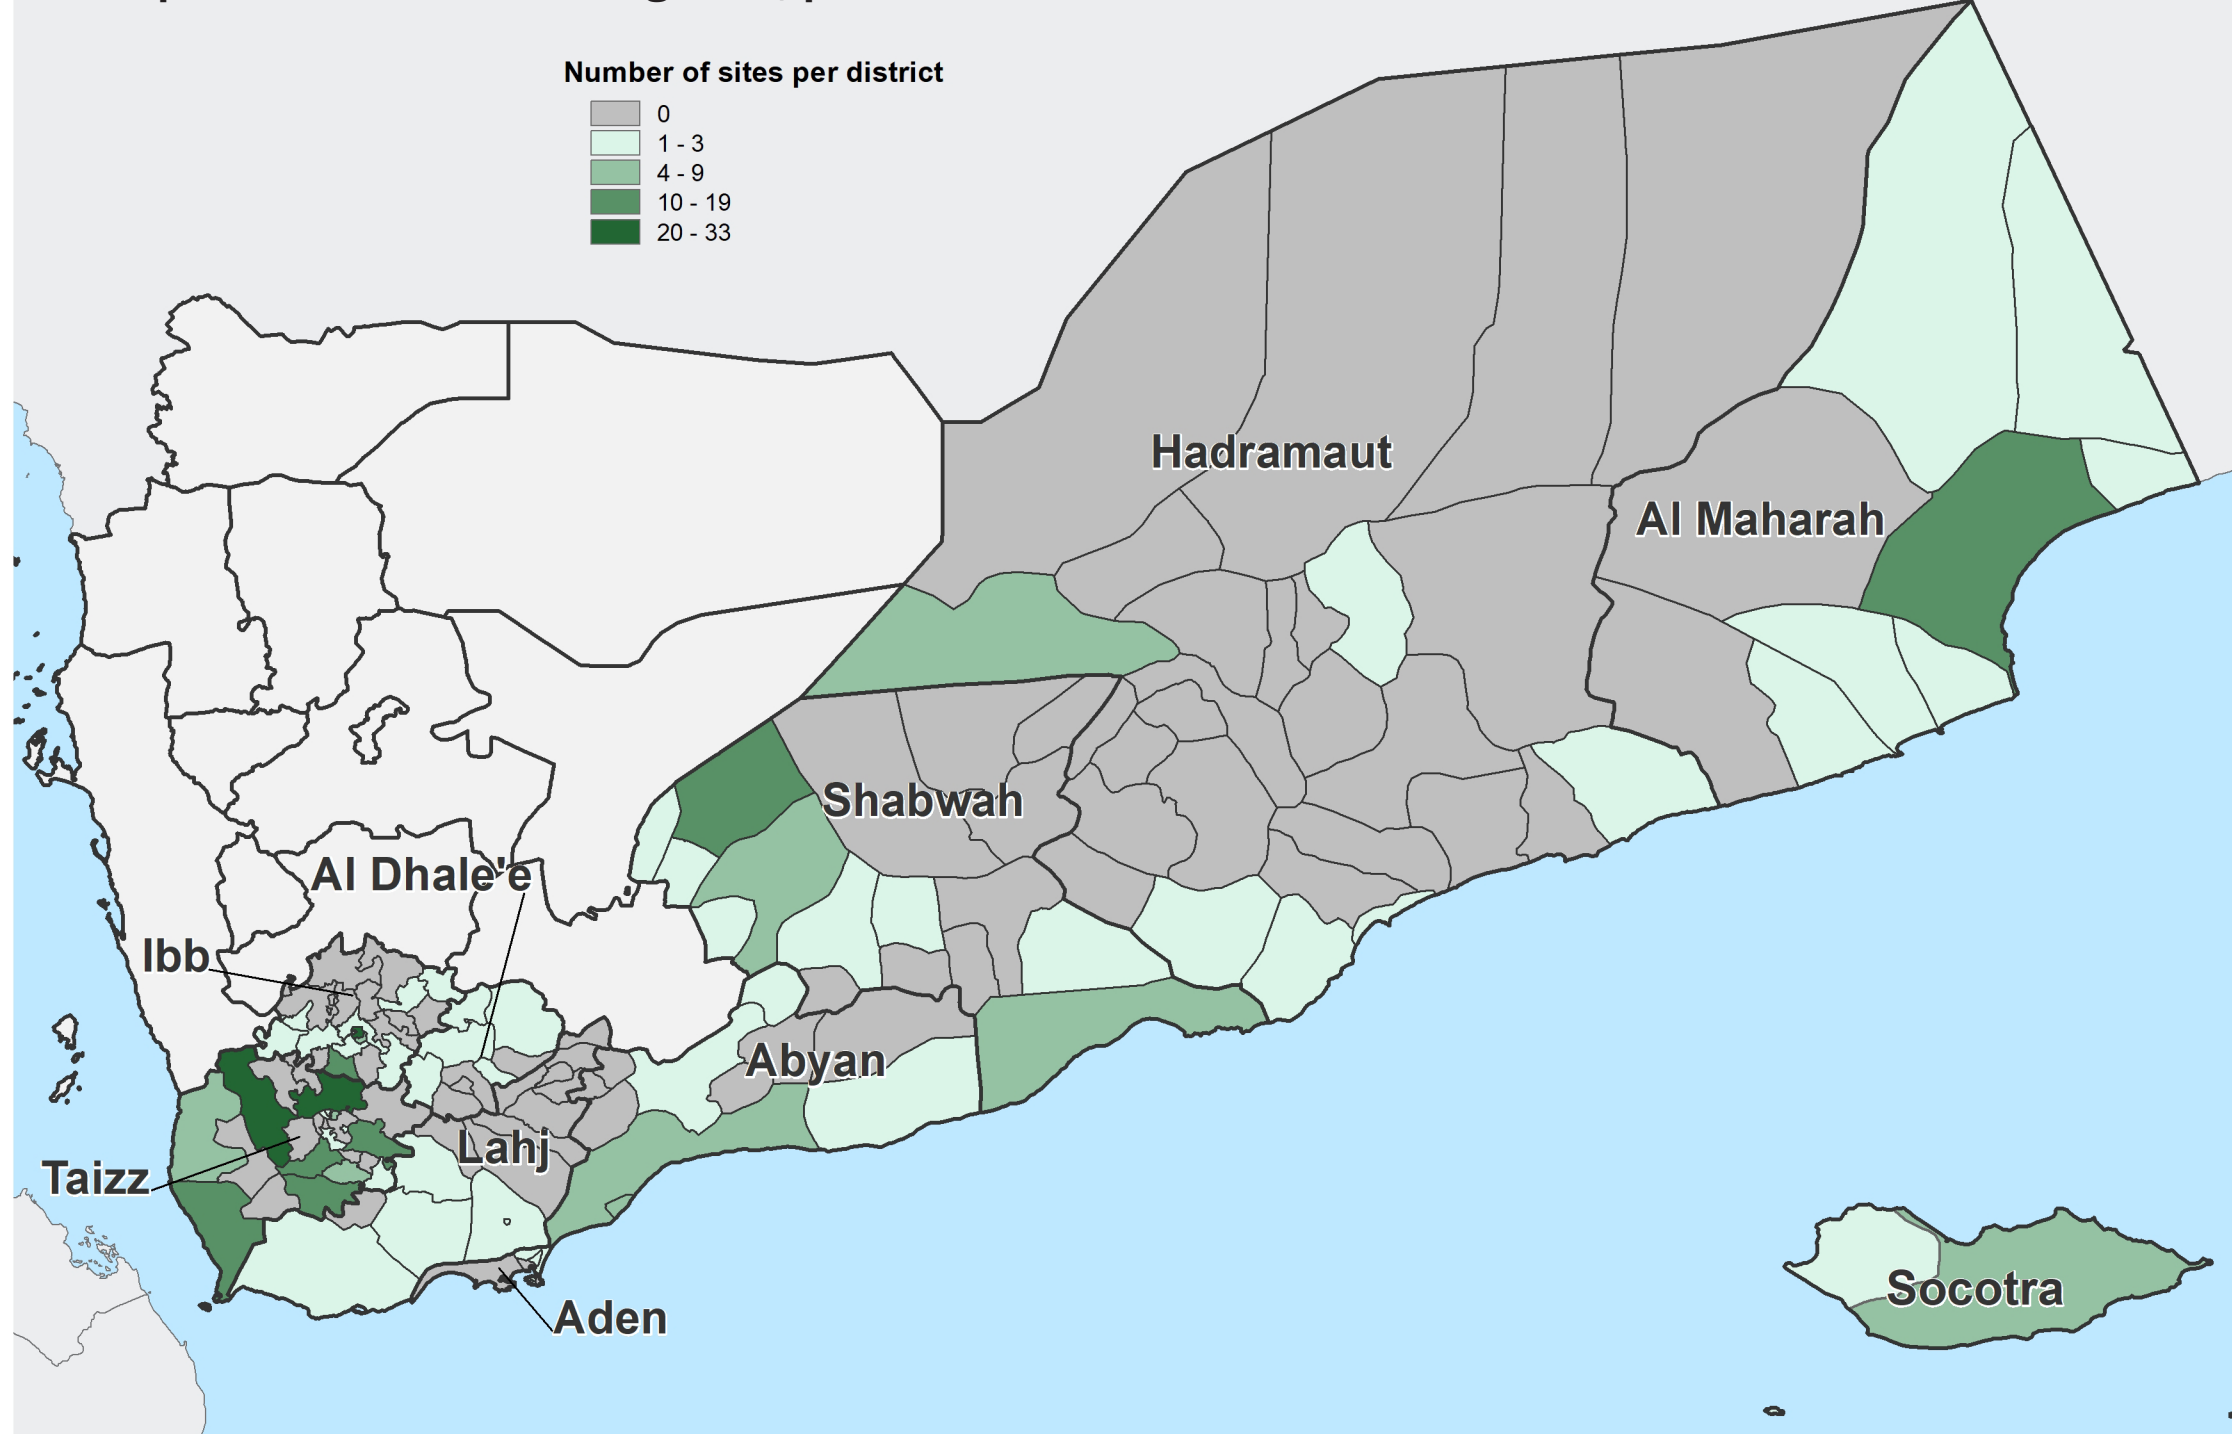 Number of sites per district
0
1 - 3
4 - 9
10 - 19
20 - 33
Hadramaut
Al Maharah
Shabwah
Al Dhale'e
Ibb
Abyan
Lahj
Taizz
Socotra
Aden